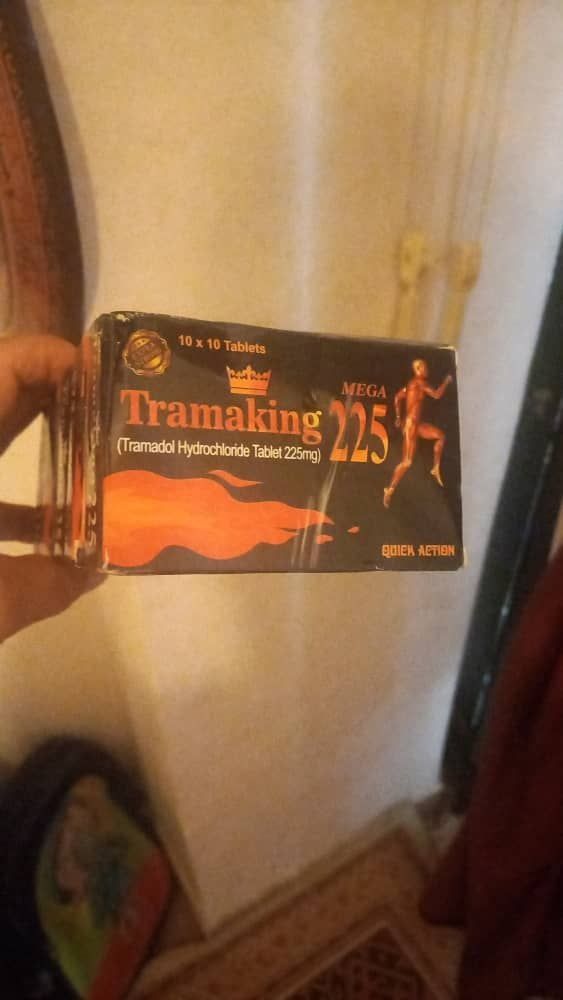 10 x 10 Tablets
Tramaking
MEGA
225
(Tramadol Hydrochloride Tablet 225mg)
QUICK ACTION